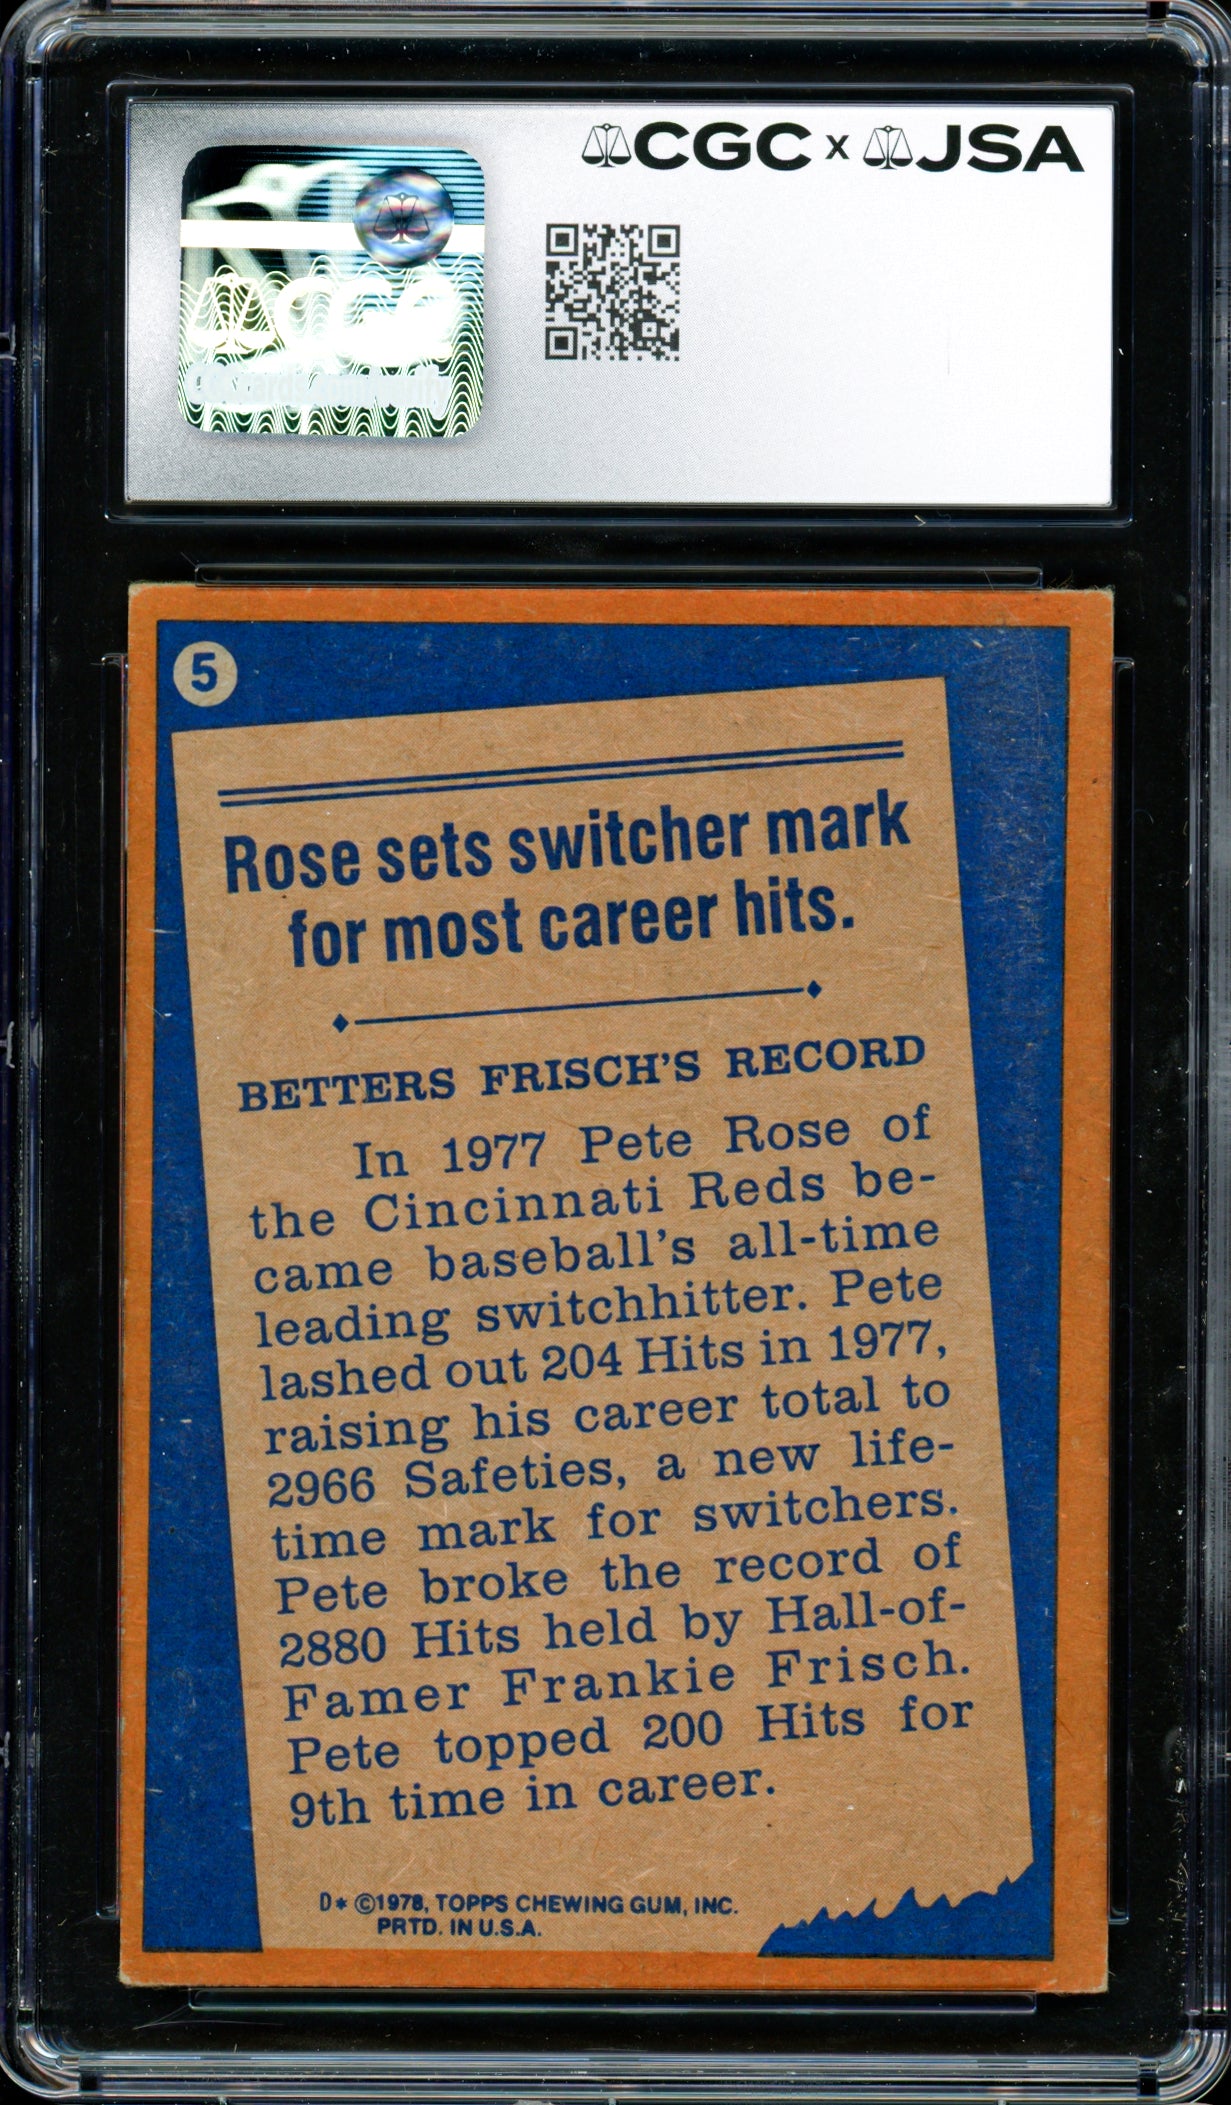 CGC x JSA
CGC
5
Rose sets switcher mark
for most career hits.
BETTERS FRISCH'S RECORD
In 1977 Pete Rose of
the Cincinnati Reds be-
came baseball's all-time
leading switchhitter. Pete
lashed out 204 Hits in 1977,
raising his career total to
2966 Safeties, a new life-
time mark for switchers.
Pete broke the record of
2880 Hits held by Hall-of-
Famer Frankie Frisch.
Pete topped 200 Hits for
9th time in career.
D* ©1978, TOPPS CHEWING GUM, INC.
PRTD. IN U.S.A.